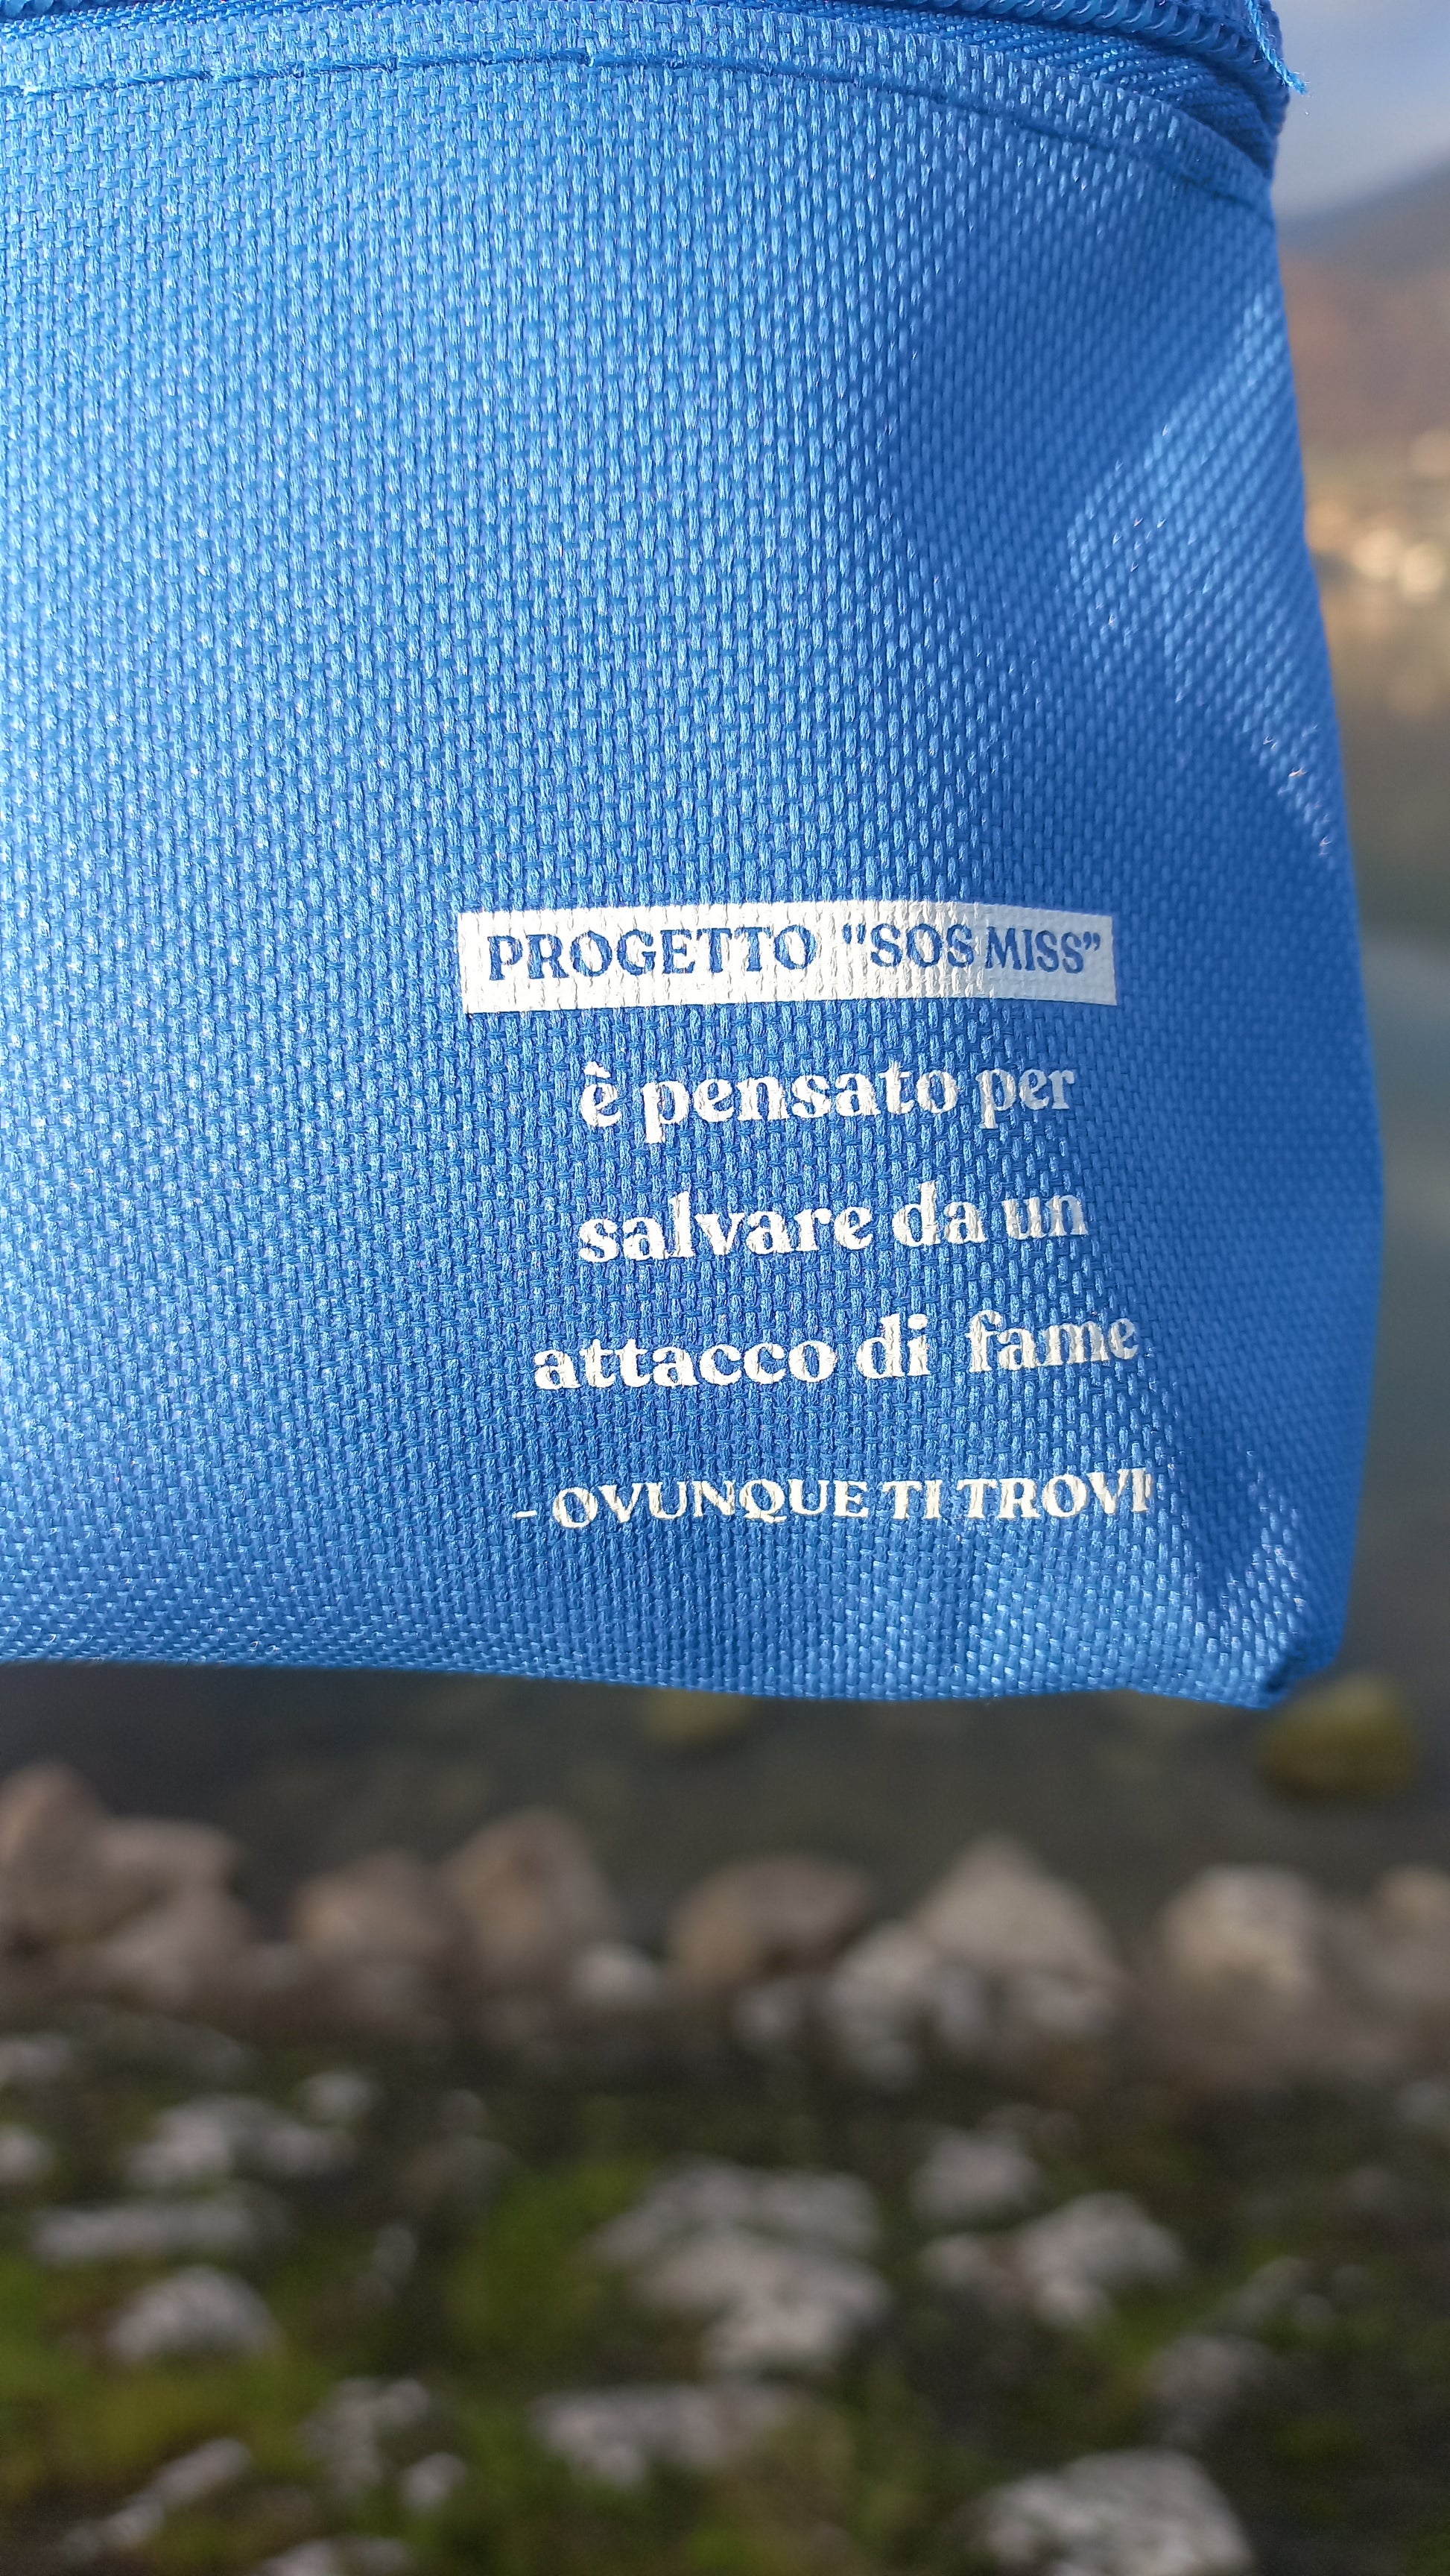 PROGETTO "SOS MISS"
è pensato per
salvare da un
attacco di fame
- OVUNQUE TI TROVI